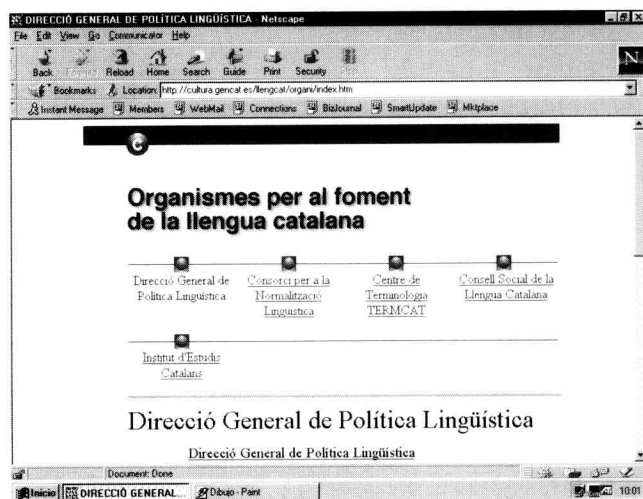 DIRECCIÓ GENERAL DE POLÍTICA LINGÜÍSTICA - Netscape
File Edit View Go Communicator Help
Back Forward Reload Home Search Guide Print Security Stop
Bookmarks Location: http://cultura.gencat.es/llengcat/organi/index.htm
Instant Message Members WebMail Connections BizJournal SmartUpdate Mktplace
C
Organismes per al foment
de la llengua catalana
Direcció General de
Política Lingüística
Consorci per a la
Normalització
Lingüística
Centre de
Terminologia
TERMCAT
Consell Social de la
Llengua Catalana
Institut d'Estudis
Catalans
Direcció General de Política Lingüística
Direcció General de Política Lingüística
Document: Done
Inicio DIRECCIÓ GENERAL... Dibujo - Paint 10:01